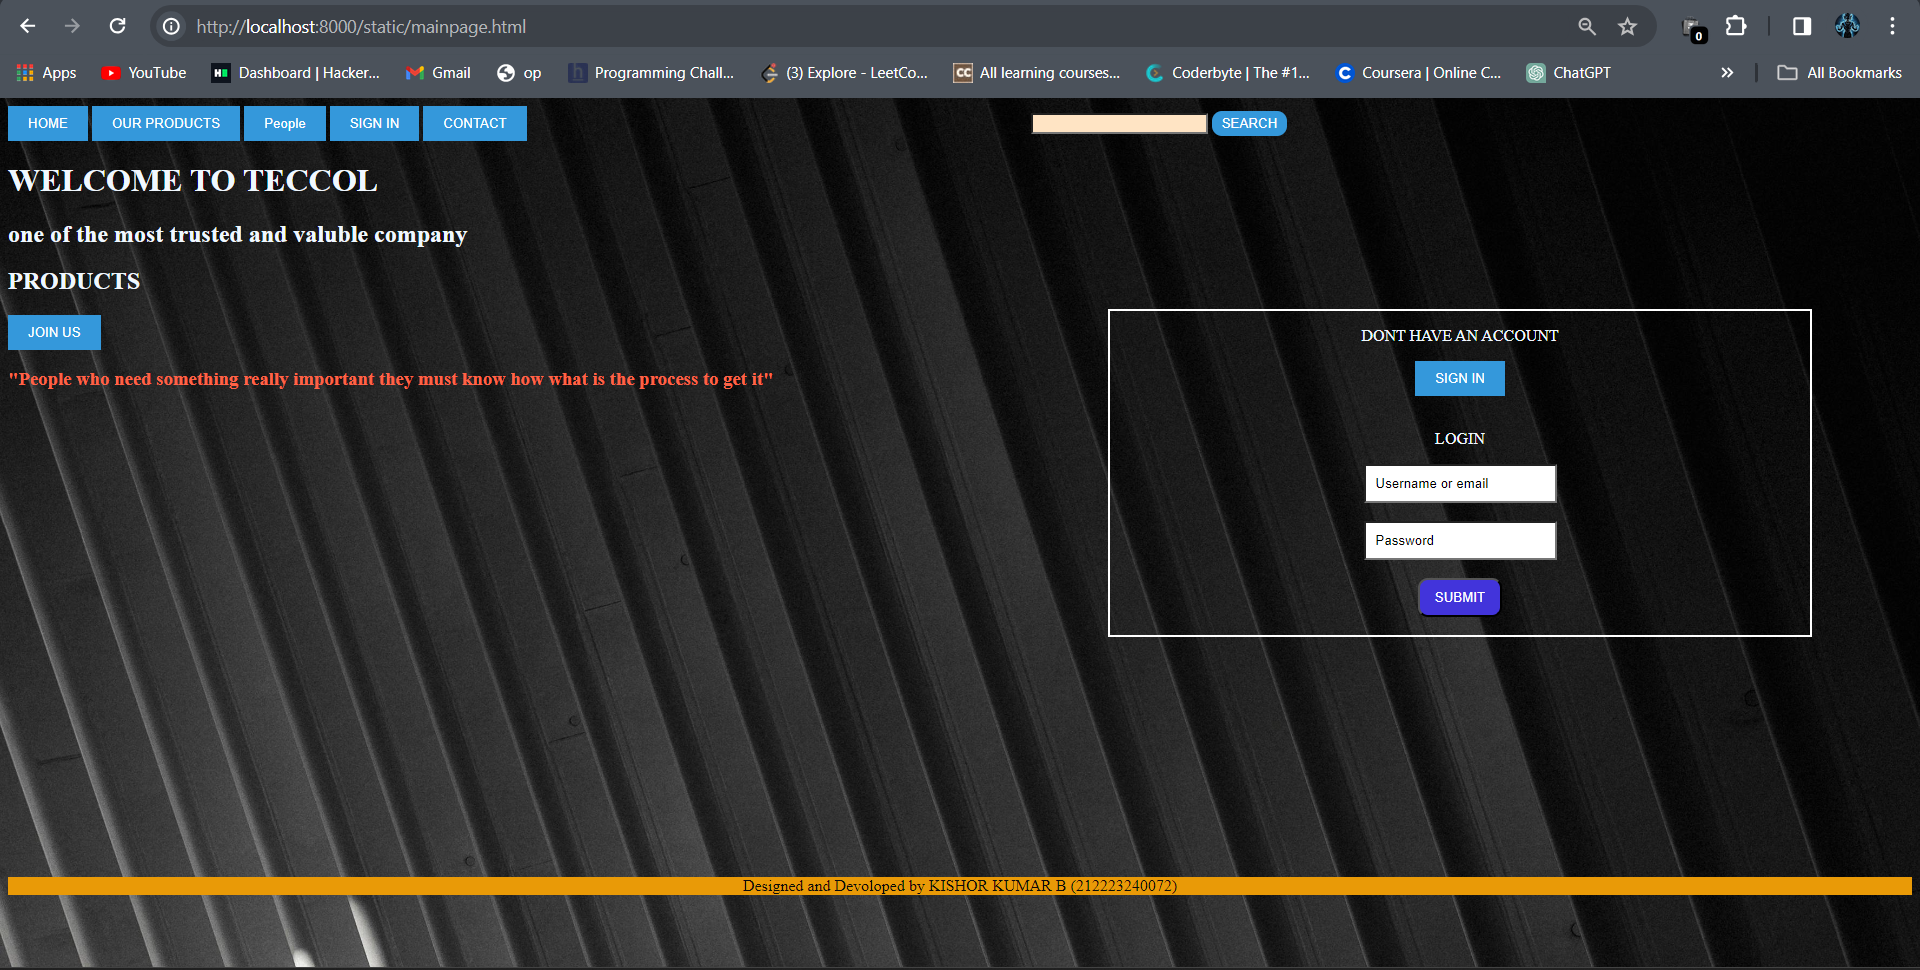 http://localhost:8000/static/mainpage.html
0
Apps YouTube Dashboard | Hacker... Gmail op Programming Chall... (3) Explore - LeetCo... All learning courses... Coderbyte | The #1... Coursera | Online C... ChatGPT » All Bookmarks
HOME OUR PRODUCTS People SIGN IN CONTACT SEARCH
WELCOME TO TECCOL
one of the most trusted and valuble company
PRODUCTS
JOIN US
"People who need something really important they must know how what is the process to get it"
DONT HAVE AN ACCOUNT
SIGN IN
LOGIN
Username or email
Password
SUBMIT
Designed and Devoloped by KISHOR KUMAR B (212223240072)